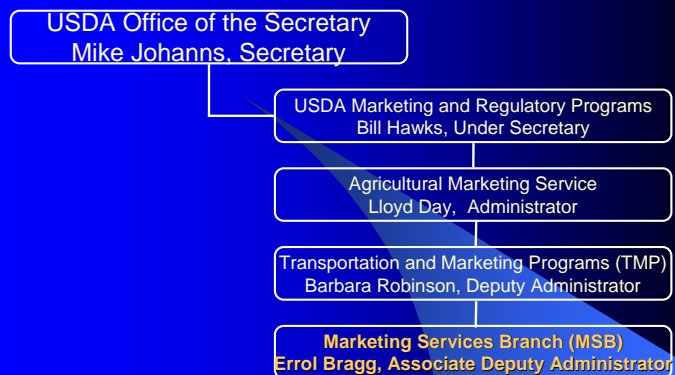 USDA Office of the Secretary
Mike Johanns, Secretary
USDA Marketing and Regulatory Programs
Bill Hawks, Under Secretary
Agricultural Marketing Service
Lloyd Day, Administrator
Transportation and Marketing Programs (TMP)
Barbara Robinson, Deputy Administrator
Marketing Services Branch (MSB)
Errol Bragg, Associate Deputy Administrator